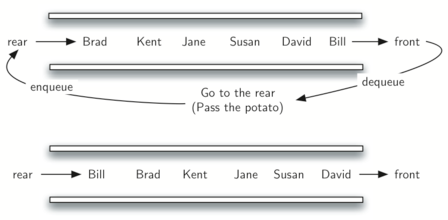 rear Brad Kent Jane Susan David Bill front
enqueue
dequeue
Go to the rear
(Pass the potato)
rear Bill Brad Kent Jane Susan David front